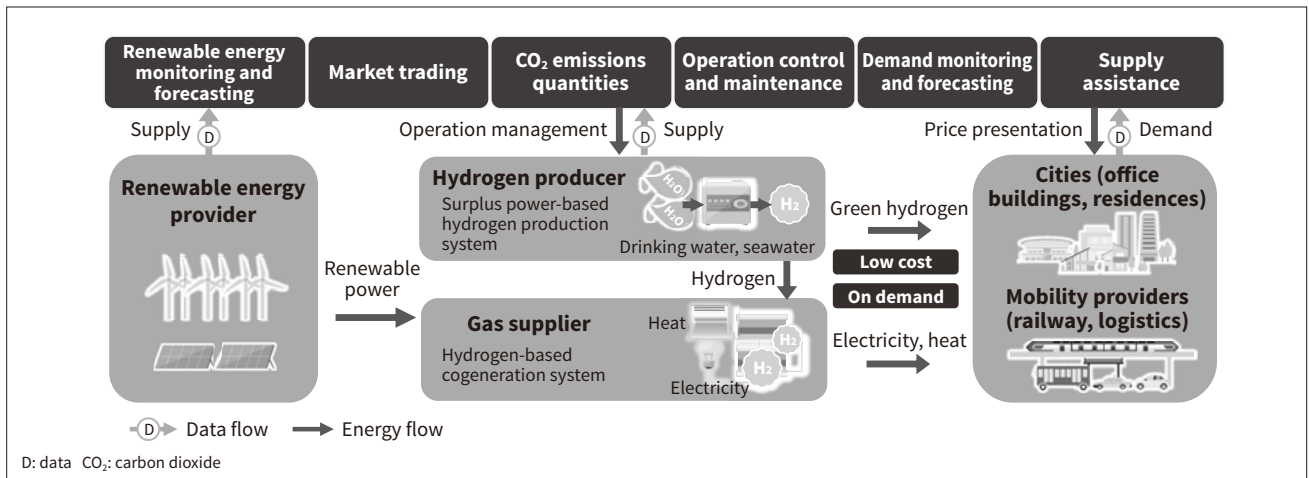 Renewable energy
monitoring and
forecasting
Market trading
CO₂ emissions
quantities
Operation control
and maintenance
Demand monitoring
and forecasting
Supply
assistance
Supply
D
Operation management
D
Supply
Price presentation
D
Demand
Renewable energy
provider
Renewable
power
Hydrogen producer
Surplus power-based
hydrogen production
system
H₂O
H₂O
H₂
Drinking water, seawater
Hydrogen
Gas supplier
Hydrogen-based
cogeneration system
Heat
H₂
H₂
Electricity
Green hydrogen
Low cost
On demand
Electricity, heat
Cities (office
buildings, residences)
Mobility providers
(railway, logistics)
D Data flow
Energy flow
D: data CO₂: carbon dioxide